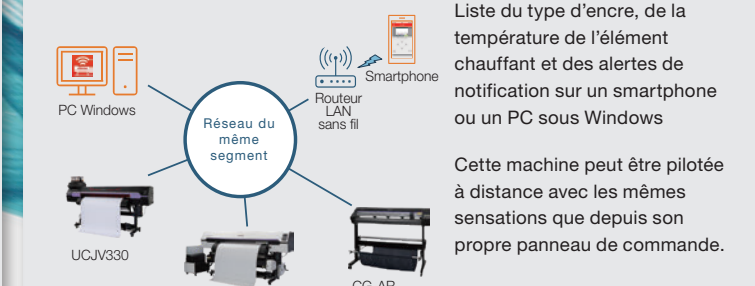 PC Windows
Smartphone
Routeur
LAN
sans fil
Réseau du
même
segment
UCJV330
CG-AR
Liste du type d'encre, de la
température de l'élément
chauffant et des alertes de
notification sur un smartphone
ou un PC sous Windows
Cette machine peut être pilotée
à distance avec les mêmes
sensations que depuis son
propre panneau de commande.